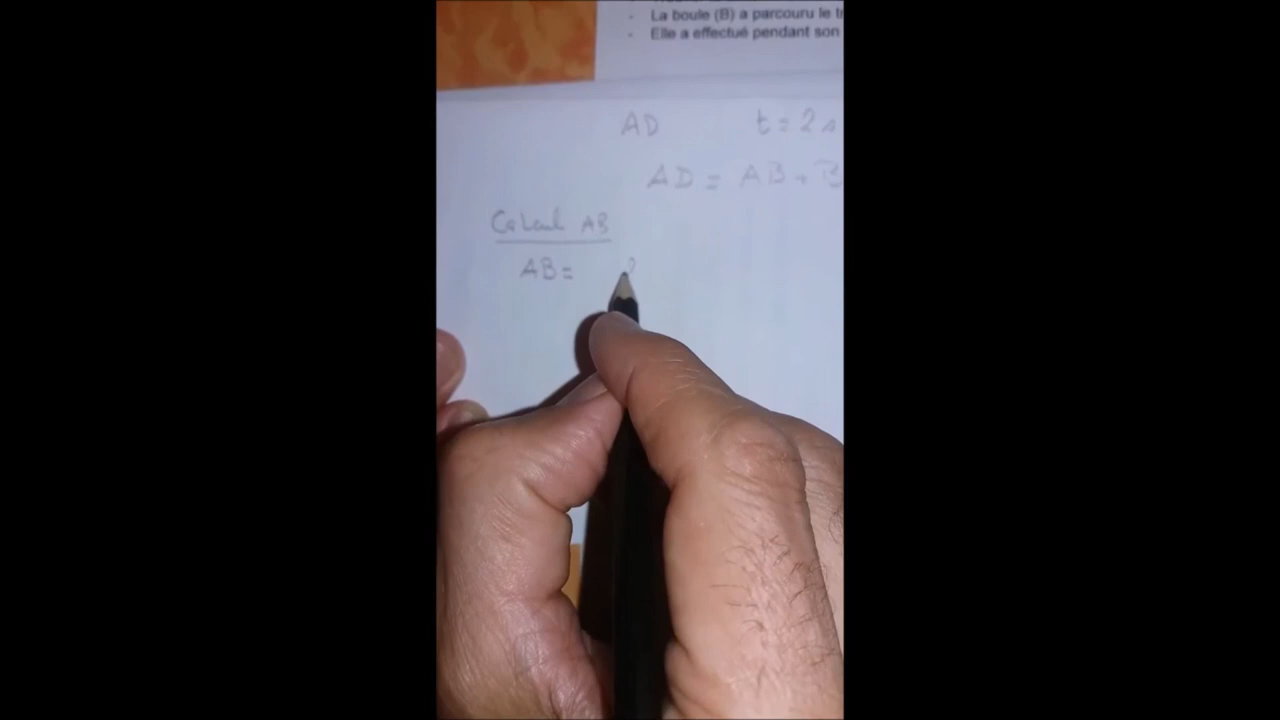 - La boule (B) a parcouru le
- Elle a effectué pendant son
AD t = 2 s
AD = AB + B
Calcul AB
AB =